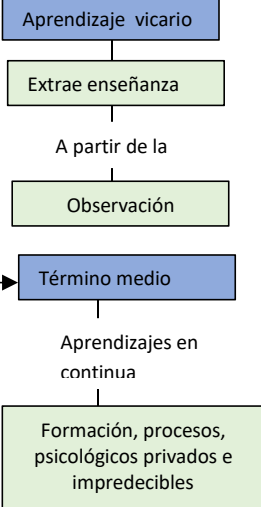 Aprendizaje vicario
Extrae enseñanza
A partir de la
Observación
Término medio
Aprendizajes en
continua
Formación, procesos,
psicológicos privados e
impredecibles